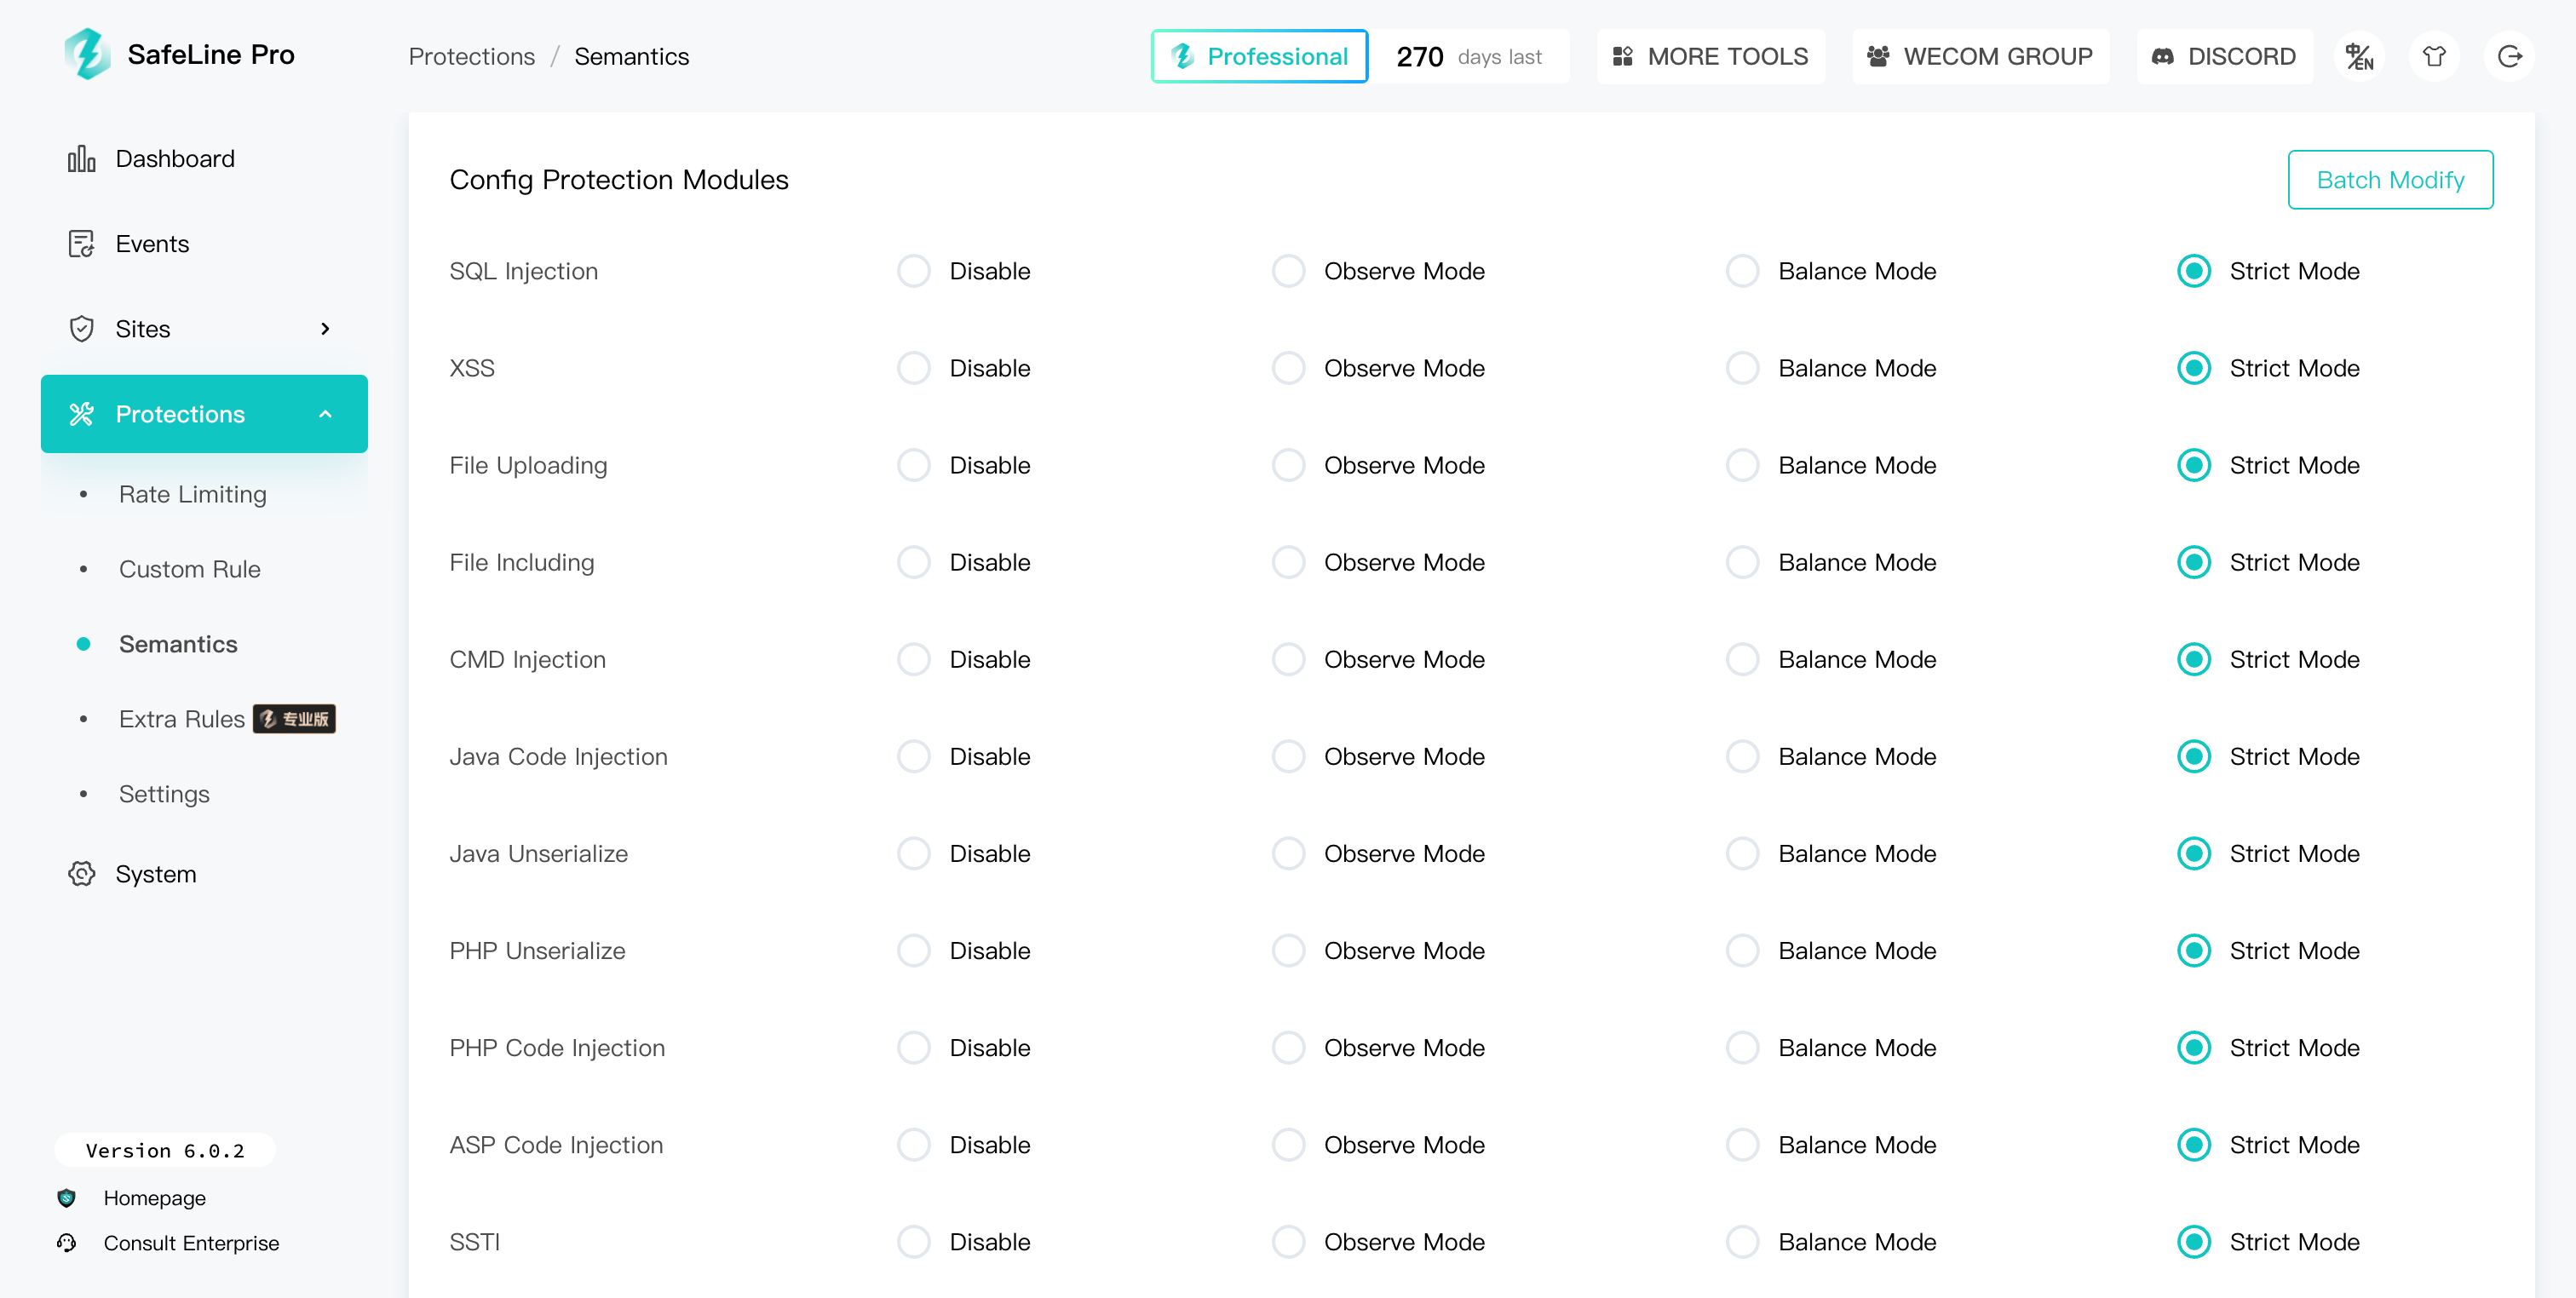 SafeLine Pro
Protections / Semantics
Professional 270 days last
MORE TOOLS
WECOM GROUP
DISCORD
中/EN
Dashboard
Events
Sites
Protections
Rate Limiting
Custom Rule
Semantics
Extra Rules 专业版
Settings
System
Version 6.0.2
Homepage
Consult Enterprise
Config Protection Modules
Batch Modify
SQL Injection Disable Observe Mode Balance Mode Strict Mode
XSS Disable Observe Mode Balance Mode Strict Mode
File Uploading Disable Observe Mode Balance Mode Strict Mode
File Including Disable Observe Mode Balance Mode Strict Mode
CMD Injection Disable Observe Mode Balance Mode Strict Mode
Java Code Injection Disable Observe Mode Balance Mode Strict Mode
Java Unserialize Disable Observe Mode Balance Mode Strict Mode
PHP Unserialize Disable Observe Mode Balance Mode Strict Mode
PHP Code Injection Disable Observe Mode Balance Mode Strict Mode
ASP Code Injection Disable Observe Mode Balance Mode Strict Mode
SSTI Disable Observe Mode Balance Mode Strict Mode